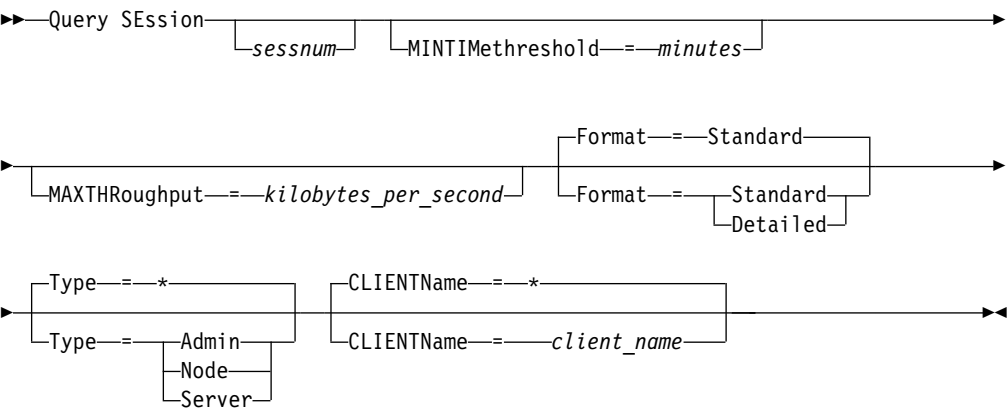 Query SEssion
sessnum
MINTIMethreshold = minutes
Format = Standard
MAXTHRoughput = kilobytes_per_second
Format = Standard
Detailed
Type = *
CLIENTName = *
Type = Admin
Node
Server
CLIENTName = client_name